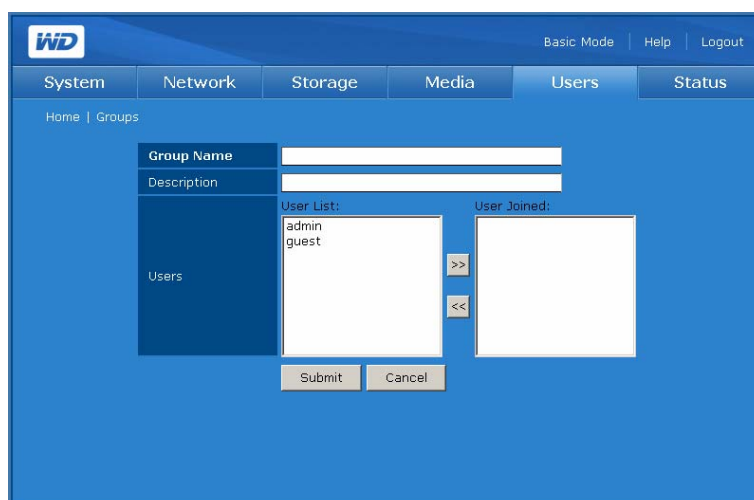 WD
Basic Mode | Help | Logout
System Network Storage Media Users Status
Home | Groups
Group Name
Description
User List: User Joined:
admin
guest
Users
>>
<<
Submit Cancel